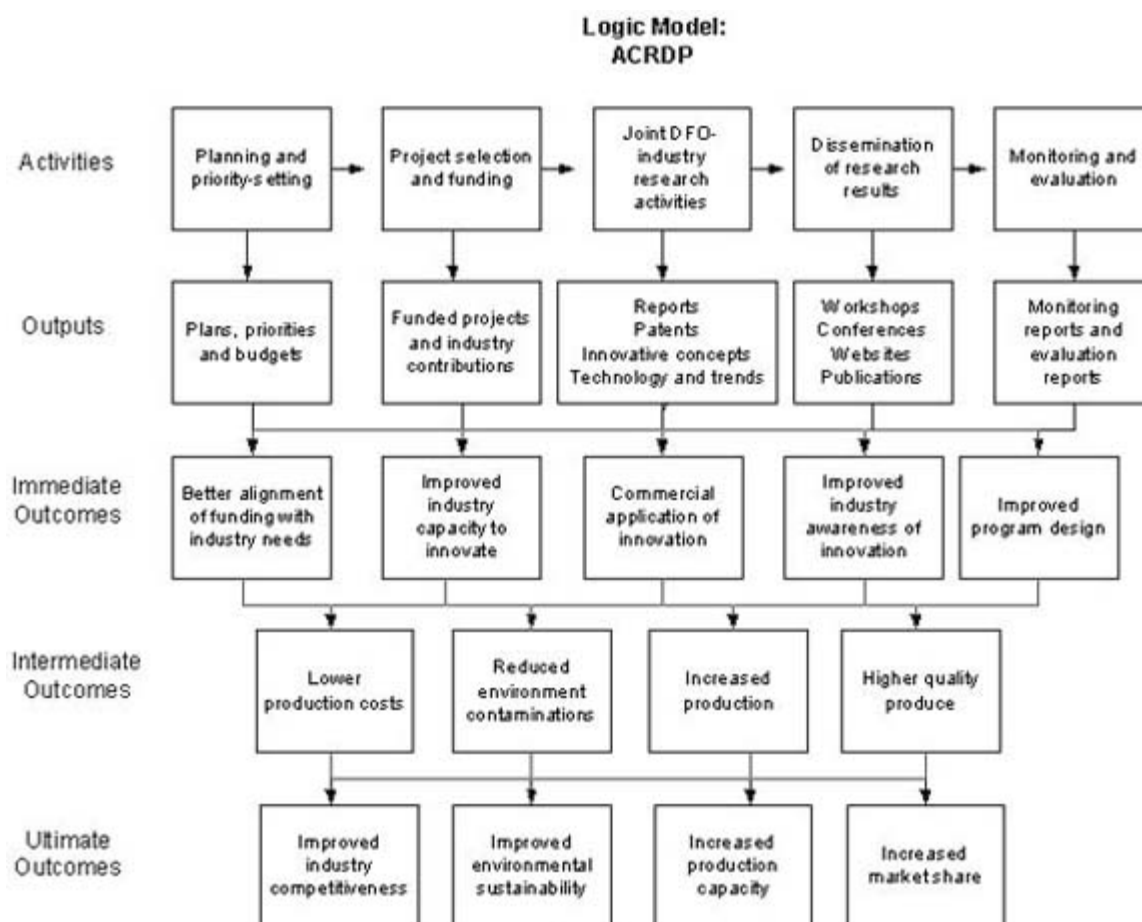 Logic Model:
ACRDP
Activities
Planning and
priority-setting
Project selection
and funding
Joint DFO-
industry
research
activities
Dissemination
of research
results
Monitoring and
evaluation
Outputs
Plans, priorities
and budgets
Funded projects
and industry
contributions
Reports
Patents
Innovative concepts
Technology and trends
Workshops
Conferences
Websites
Publications
Monitoring
reports and
evaluation
reports
Immediate
Outcomes
Better alignment
of funding with
industry needs
Improved
industry
capacity to
innovate
Commercial
application of
innovation
Improved
industry
awareness of
innovation
Improved
program design
Intermediate
Outcomes
Lower
production costs
Reduced
environment
contaminations
Increased
production
Higher quality
produce
Ultimate
Outcomes
Improved
industry
competitiveness
Improved
environmental
sustainability
Increased
production
capacity
Increased
market share